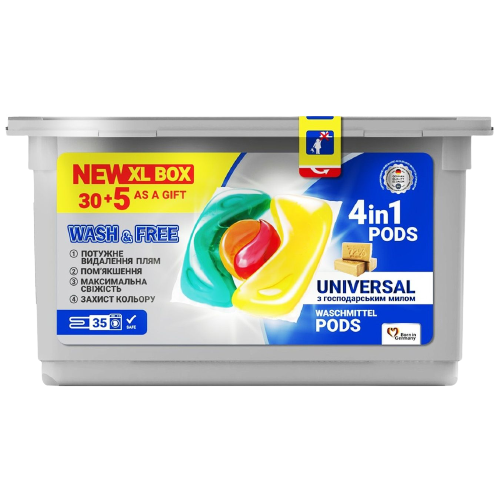 NEW XL BOX
30+5 AS A GIFT
WASH & FREE
1 ПОТУЖНЕ
ВИДАЛЕННЯ ПЛЯМ
2 ПОМ'ЯКШЕННЯ
3 МАКСИМАЛЬНА
СВІЖІСТЬ
4 ЗАХИСТ КОЛЬОРУ
35
SAFE
G
4in1
PODS
UNIVERSAL
з господарським милом
WASCHMITTEL
PODS
Born in
Germany